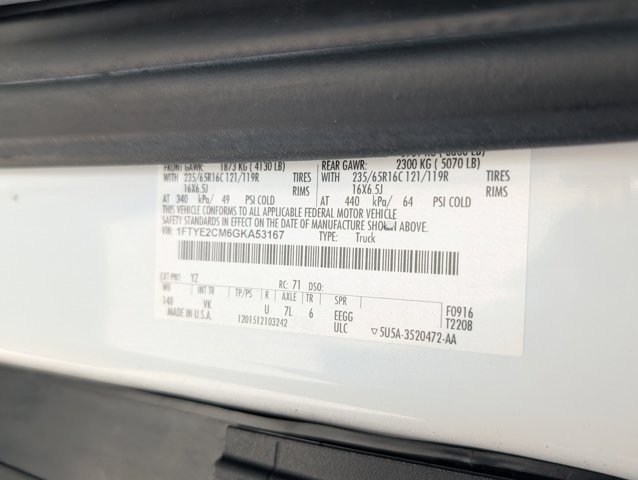 FRONT GAWR: 1873 KG ( 4130 LB) REAR GAWR: 2300 KG ( 5070 LB)
WITH 235/65R16C 121/119R TIRES WITH 235/65R16C 121/119R TIRES
16X6.5J RIMS 16X6.5J RIMS
AT 340 kPa/ 49 PSI COLD AT 440 kPa/ 64 PSI COLD
THIS VEHICLE CONFORMS TO ALL APPLICABLE FEDERAL MOTOR VEHICLE
SAFETY STANDARDS IN EFFECT ON THE DATE OF MANUFACTURE SHOWN ABOVE.
VIN: 1FTYE2CM6GKA53167 TYPE: Truck
EXT PNT: YZ RC: 71 DSO:
WB INT TR TP/PS R AXLE TR SPR
148 VK U 7L 6 EEGG F0916
MADE IN U.S.A. 1201512103242 ULC ▽5U5A-3520472-AA T2208